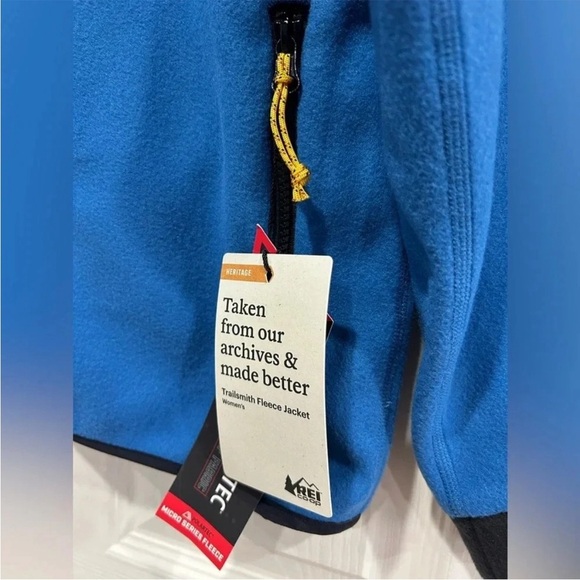 HERITAGE
Taken
from our
archives &
made better
Trailsmith Fleece Jacket
Women's
REI
co-op
TEC
MICRO SERIES FLEECE